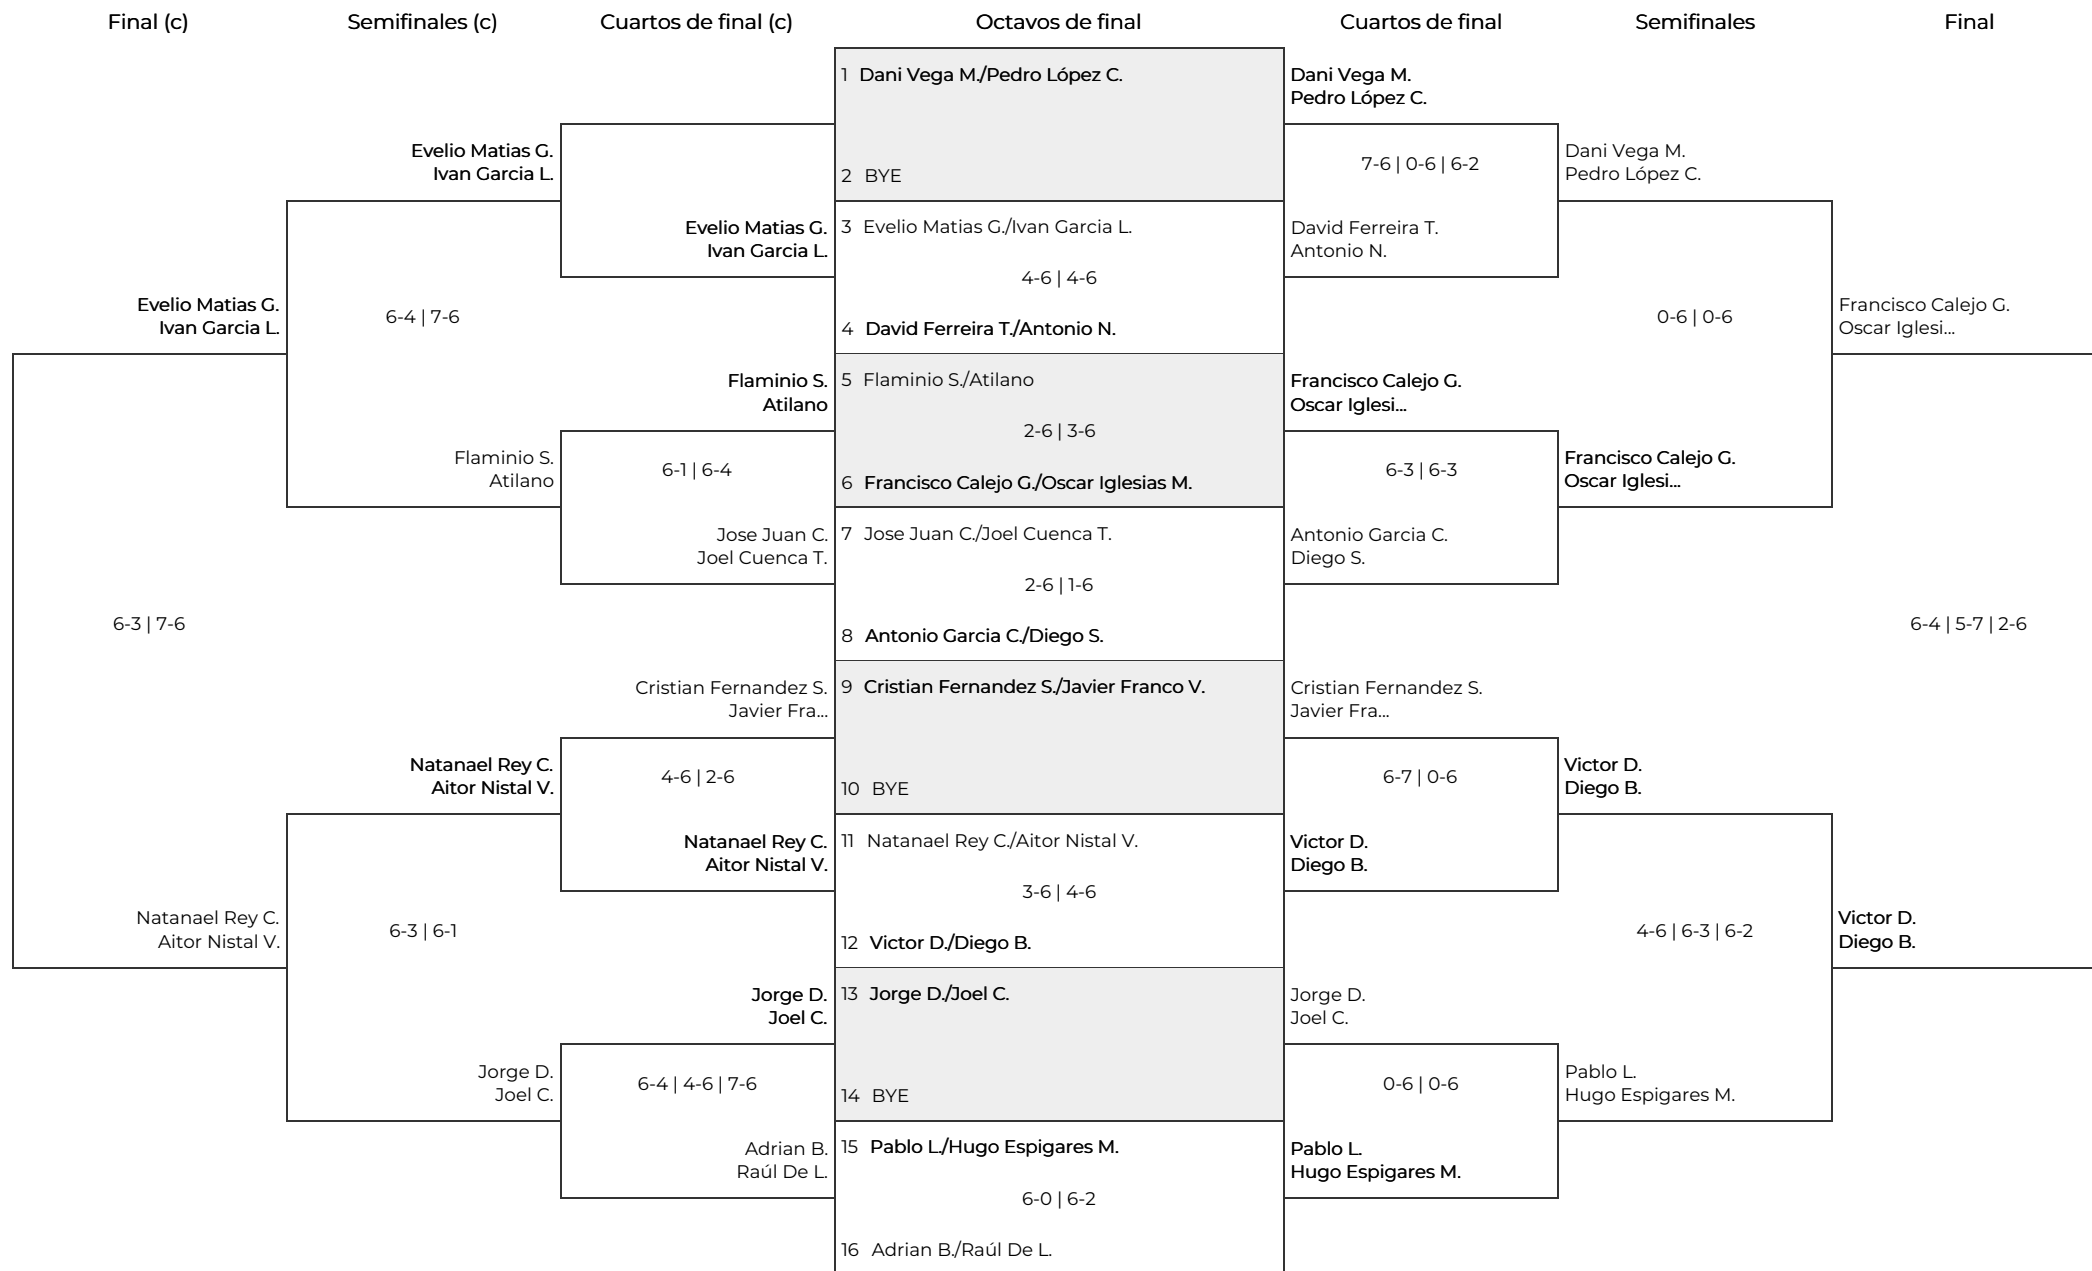 Final (c)
Semifinales (c)
Cuartos de final (c)
Octavos de final
Cuartos de final
Semifinales
Final
Evelio Matias G.
Ivan Garcia L.
6-3 | 7-6
Natanael Rey C.
Aitor Nistal V.
Evelio Matias G.
Ivan Garcia L.
6-4 | 7-6
Flaminio S.
Atilano
Natanael Rey C.
Aitor Nistal V.
6-3 | 6-1
Jorge D.
Joel C.
Evelio Matias G.
Ivan Garcia L.
Flaminio S.
Atilano
6-1 | 6-4
Jose Juan C.
Joel Cuenca T.
Cristian Fernandez S.
Javier Fra...
4-6 | 2-6
Natanael Rey C.
Aitor Nistal V.
Jorge D.
Joel C.
6-4 | 4-6 | 7-6
Adrian B.
Raúl De L.
1 Dani Vega M./Pedro López C.
2 BYE
3 Evelio Matias G./Ivan Garcia L.
4-6 | 4-6
4 David Ferreira T./Antonio N.
5 Flaminio S./Atilano
2-6 | 3-6
6 Francisco Calejo G./Oscar Iglesias M.
7 Jose Juan C./Joel Cuenca T.
2-6 | 1-6
8 Antonio Garcia C./Diego S.
9 Cristian Fernandez S./Javier Franco V.
10 BYE
11 Natanael Rey C./Aitor Nistal V.
3-6 | 4-6
12 Victor D./Diego B.
13 Jorge D./Joel C.
14 BYE
15 Pablo L./Hugo Espigares M.
6-0 | 6-2
16 Adrian B./Raúl De L.
Dani Vega M.
Pedro López C.
7-6 | 0-6 | 6-2
David Ferreira T.
Antonio N.
Francisco Calejo G.
Oscar Iglesi...
6-3 | 6-3
Antonio Garcia C.
Diego S.
Cristian Fernandez S.
Javier Fra...
6-7 | 0-6
Victor D.
Diego B.
Jorge D.
Joel C.
0-6 | 0-6
Pablo L.
Hugo Espigares M.
Dani Vega M.
Pedro López C.
0-6 | 0-6
Francisco Calejo G.
Oscar Iglesi...
Victor D.
Diego B.
4-6 | 6-3 | 6-2
Pablo L.
Hugo Espigares M.
Francisco Calejo G.
Oscar Iglesi...
6-4 | 5-7 | 2-6
Victor D.
Diego B.